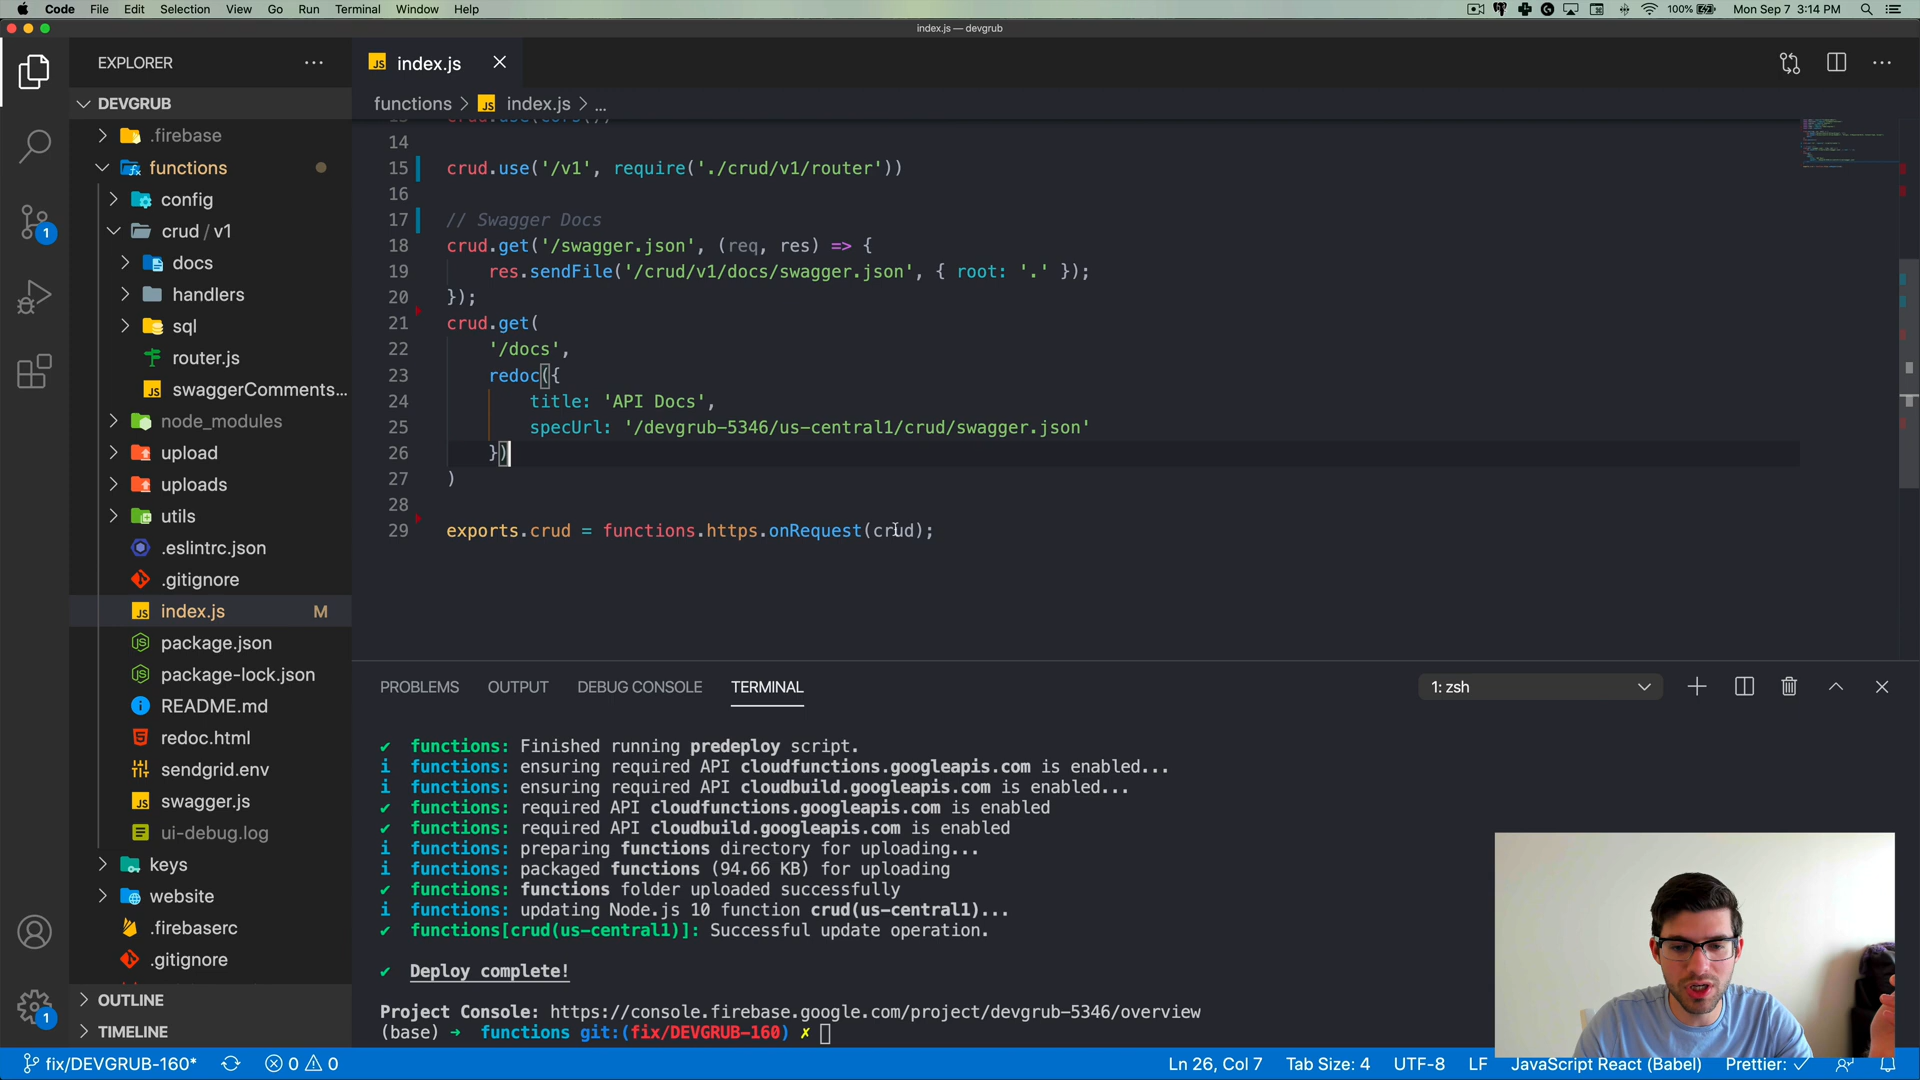 Code File Edit Selection View Go Run Terminal Window Help
100% Mon Sep 7 3:14 PM
index.js — devgrub
EXPLORER
index.js
DEVGRUB
functions > index.js > ...
.firebase
functions
config
crud / v1
docs
handlers
sql
router.js
swaggerComments...
node_modules
upload
uploads
utils
.eslintrc.json
.gitignore
index.js M
package.json
package-lock.json
README.md
redoc.html
sendgrid.env
swagger.js
ui-debug.log
keys
website
.firebaserc
.gitignore
OUTLINE
TIMELINE
13 crud.use(cors())
14
15 crud.use('/v1', require('./crud/v1/router'))
16
17 // Swagger Docs
18 crud.get('/swagger.json', (req, res) => {
19 res.sendFile('/crud/v1/docs/swagger.json', { root: '.' });
20 });
21 crud.get(
22 '/docs',
23 redoc({
24 title: 'API Docs',
25 specUrl: '/devgrub-5346/us-central1/crud/swagger.json'
26 })
27 )
28
29 exports.crud = functions.https.onRequest(crud);
PROBLEMS OUTPUT DEBUG CONSOLE TERMINAL 1: zsh
✔ functions: Finished running predeploy script.
i functions: ensuring required API cloudfunctions.googleapis.com is enabled...
i functions: ensuring required API cloudbuild.googleapis.com is enabled...
✔ functions: required API cloudfunctions.googleapis.com is enabled
✔ functions: required API cloudbuild.googleapis.com is enabled
i functions: preparing functions directory for uploading...
i functions: packaged functions (94.66 KB) for uploading
✔ functions: functions folder uploaded successfully
i functions: updating Node.js 10 function crud(us-central1)...
✔ functions[crud(us-central1)]: Successful update operation.
✔ Deploy complete!
Project Console: https://console.firebase.google.com/project/devgrub-5346/overview
(base) → functions git:(fix/DEVGRUB-160) ✗
1
1
fix/DEVGRUB-160* 0 0 Ln 26, Col 7 Tab Size: 4 UTF-8 LF JavaScript React (Babel) Prettier: ✓